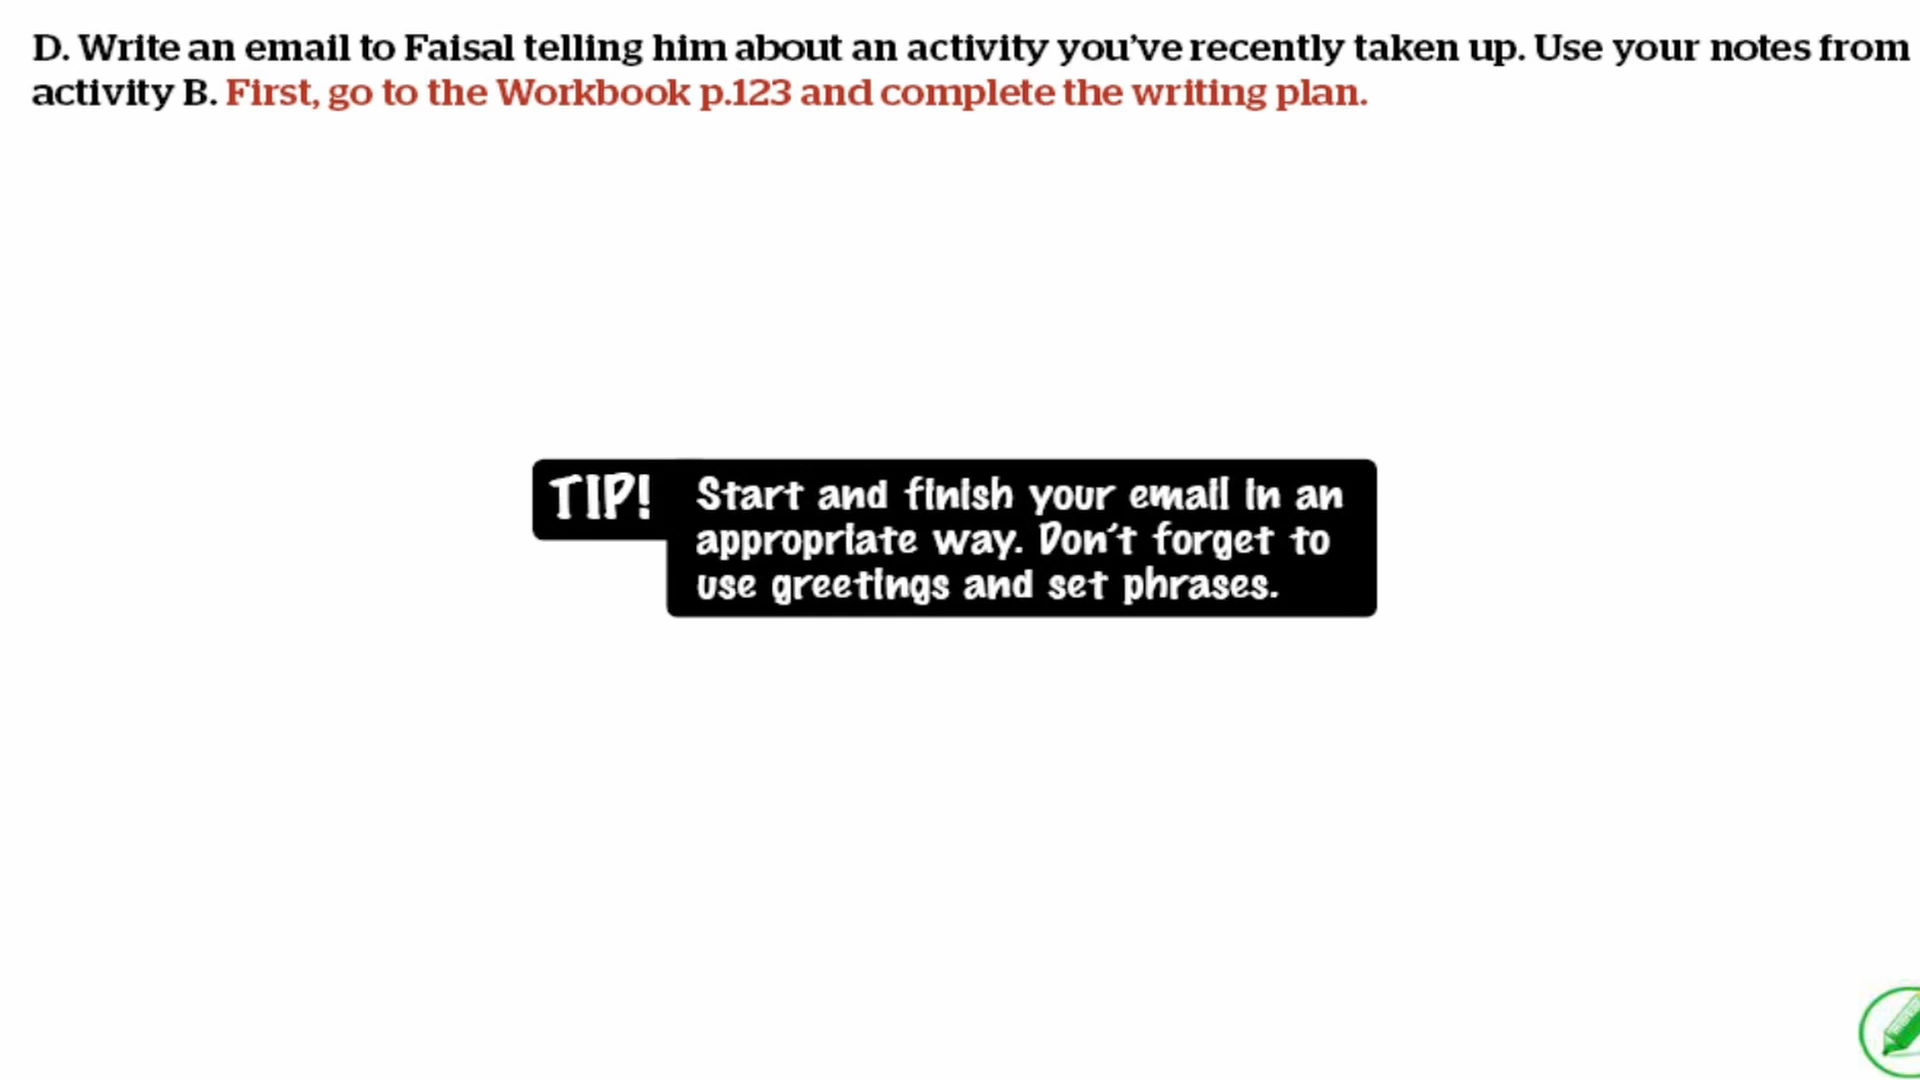 D. Write an email to Faisal telling him about an activity you've recently taken up. Use your notes from
activity B. First, go to the Workbook p.123 and complete the writing plan.
TIP! Start and finish your email in an
appropriate way. Don't forget to
use greetings and set phrases.